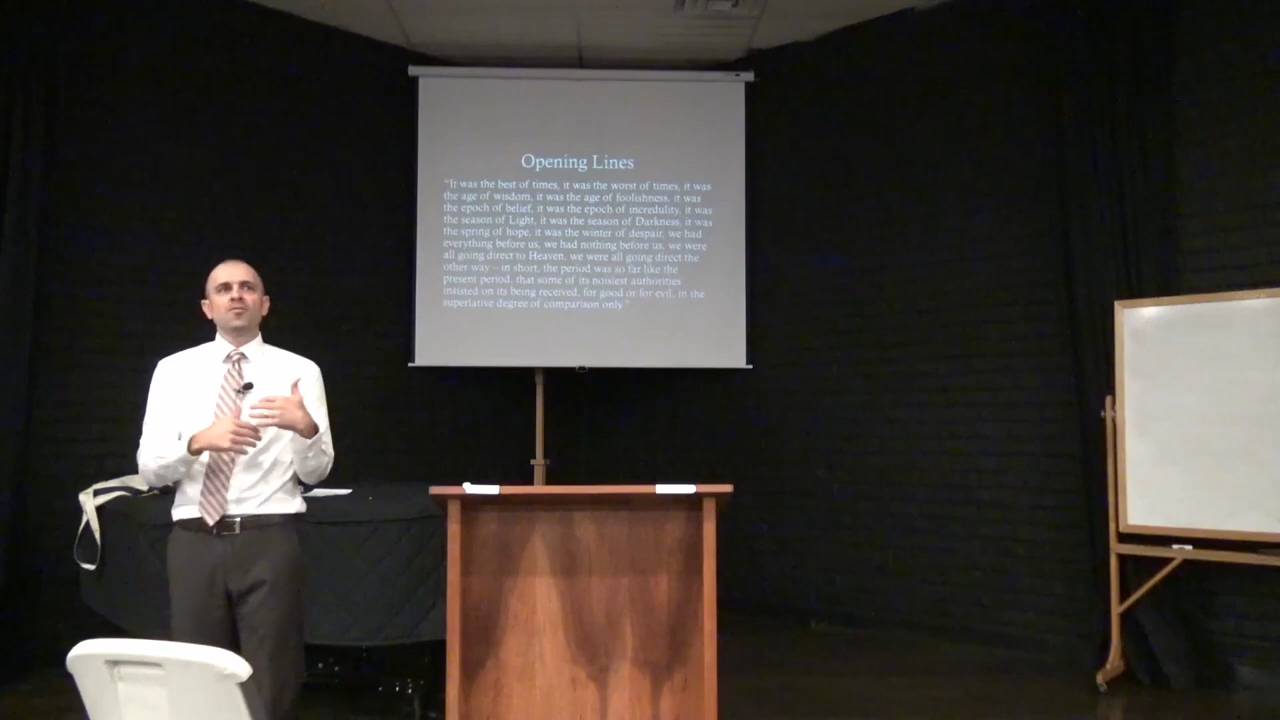 Opening Lines
"It was the best of times, it was the worst of times, it was
the age of wisdom, it was the age of foolishness, it was
the epoch of belief, it was the epoch of incredulity, it was
the season of Light, it was the season of Darkness, it was
the spring of hope, it was the winter of despair, we had
everything before us, we had nothing before us, we were
all going direct to Heaven, we were all going direct the
other way – in short, the period was so far like the
present period, that some of its noisiest authorities
insisted on its being received, for good or for evil, in the
superlative degree of comparison only."